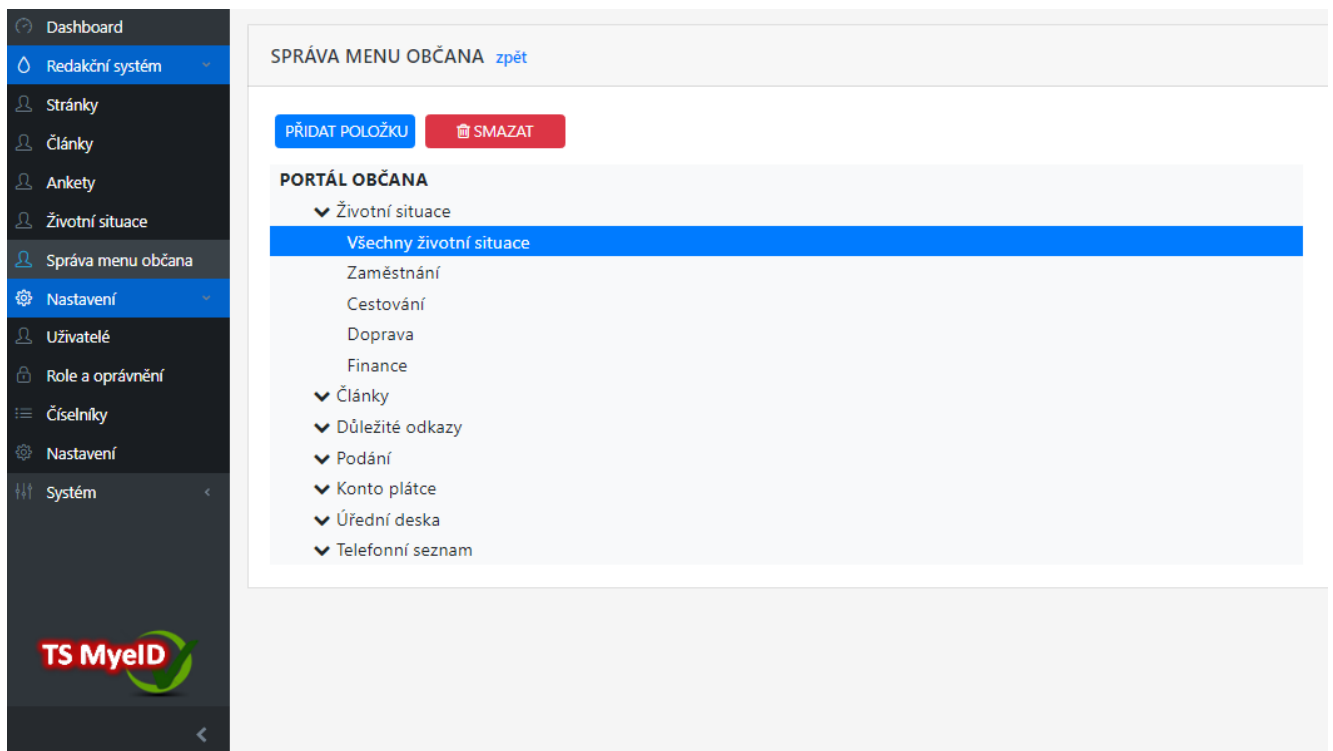 Dashboard
Redakční systém
Stránky
Články
Ankety
Životní situace
Správa menu občana
Nastavení
Uživatelé
Role a oprávnění
Číselníky
Nastavení
Systém
TS MyeID
SPRÁVA MENU OBČANA zpět
PŘIDAT POLOŽKU SMAZAT
PORTÁL OBČANA
Životní situace
Všechny životní situace
Zaměstnání
Cestování
Doprava
Finance
Články
Důležité odkazy
Podání
Konto plátce
Úřední deska
Telefonní seznam